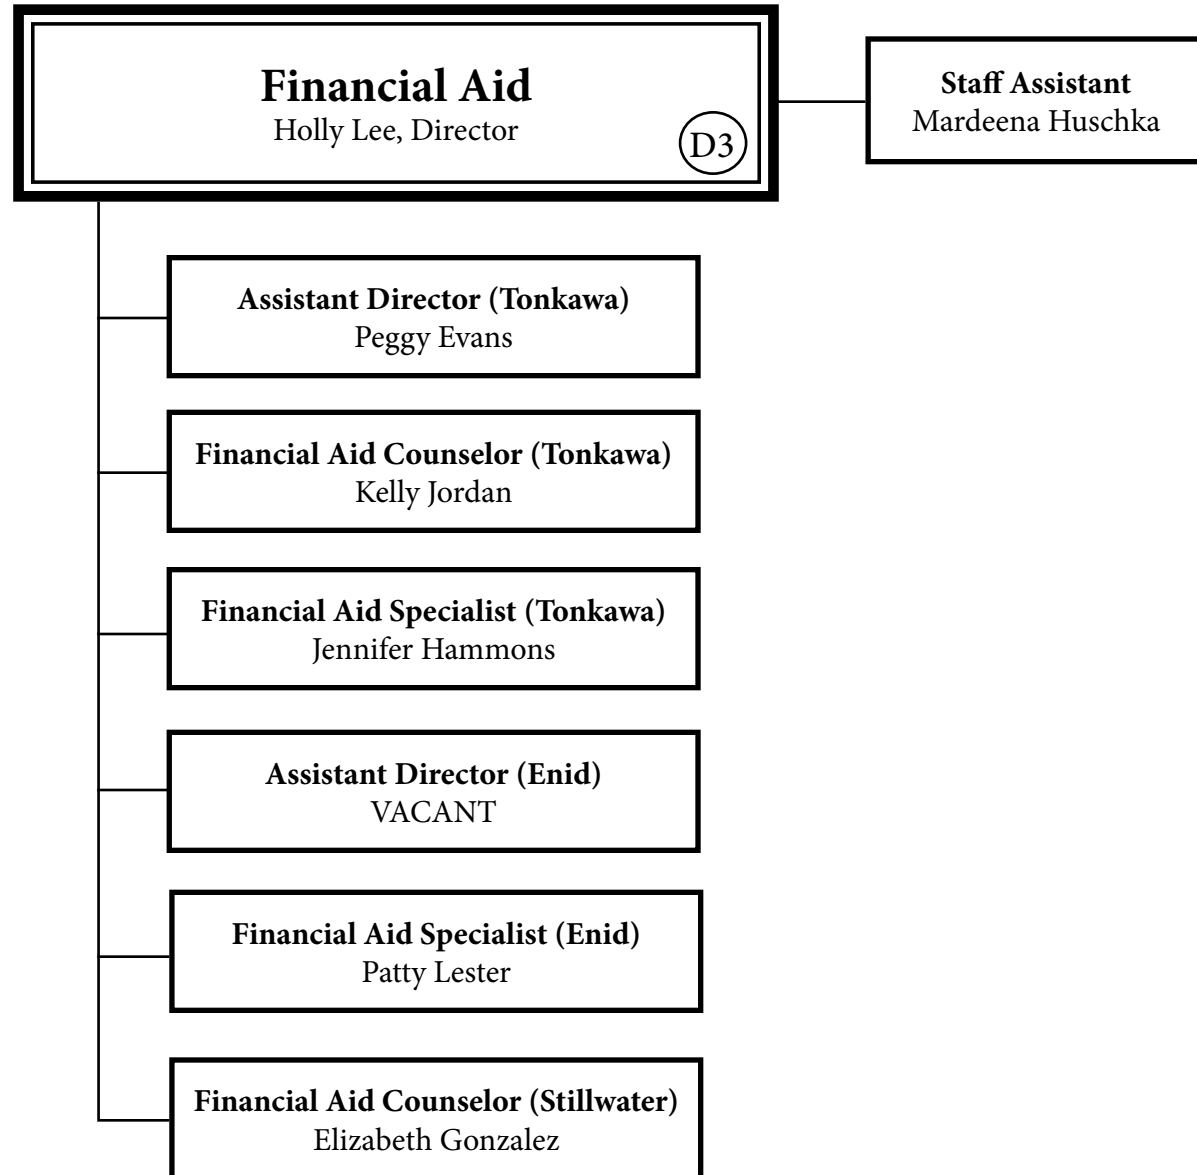 Financial Aid
Holly Lee, Director
D3
Staff Assistant
Mardeena Huschka
Assistant Director (Tonkawa)
Peggy Evans
Financial Aid Counselor (Tonkawa)
Kelly Jordan
Financial Aid Specialist (Tonkawa)
Jennifer Hammons
Assistant Director (Enid)
VACANT
Financial Aid Specialist (Enid)
Patty Lester
Financial Aid Counselor (Stillwater)
Elizabeth Gonzalez